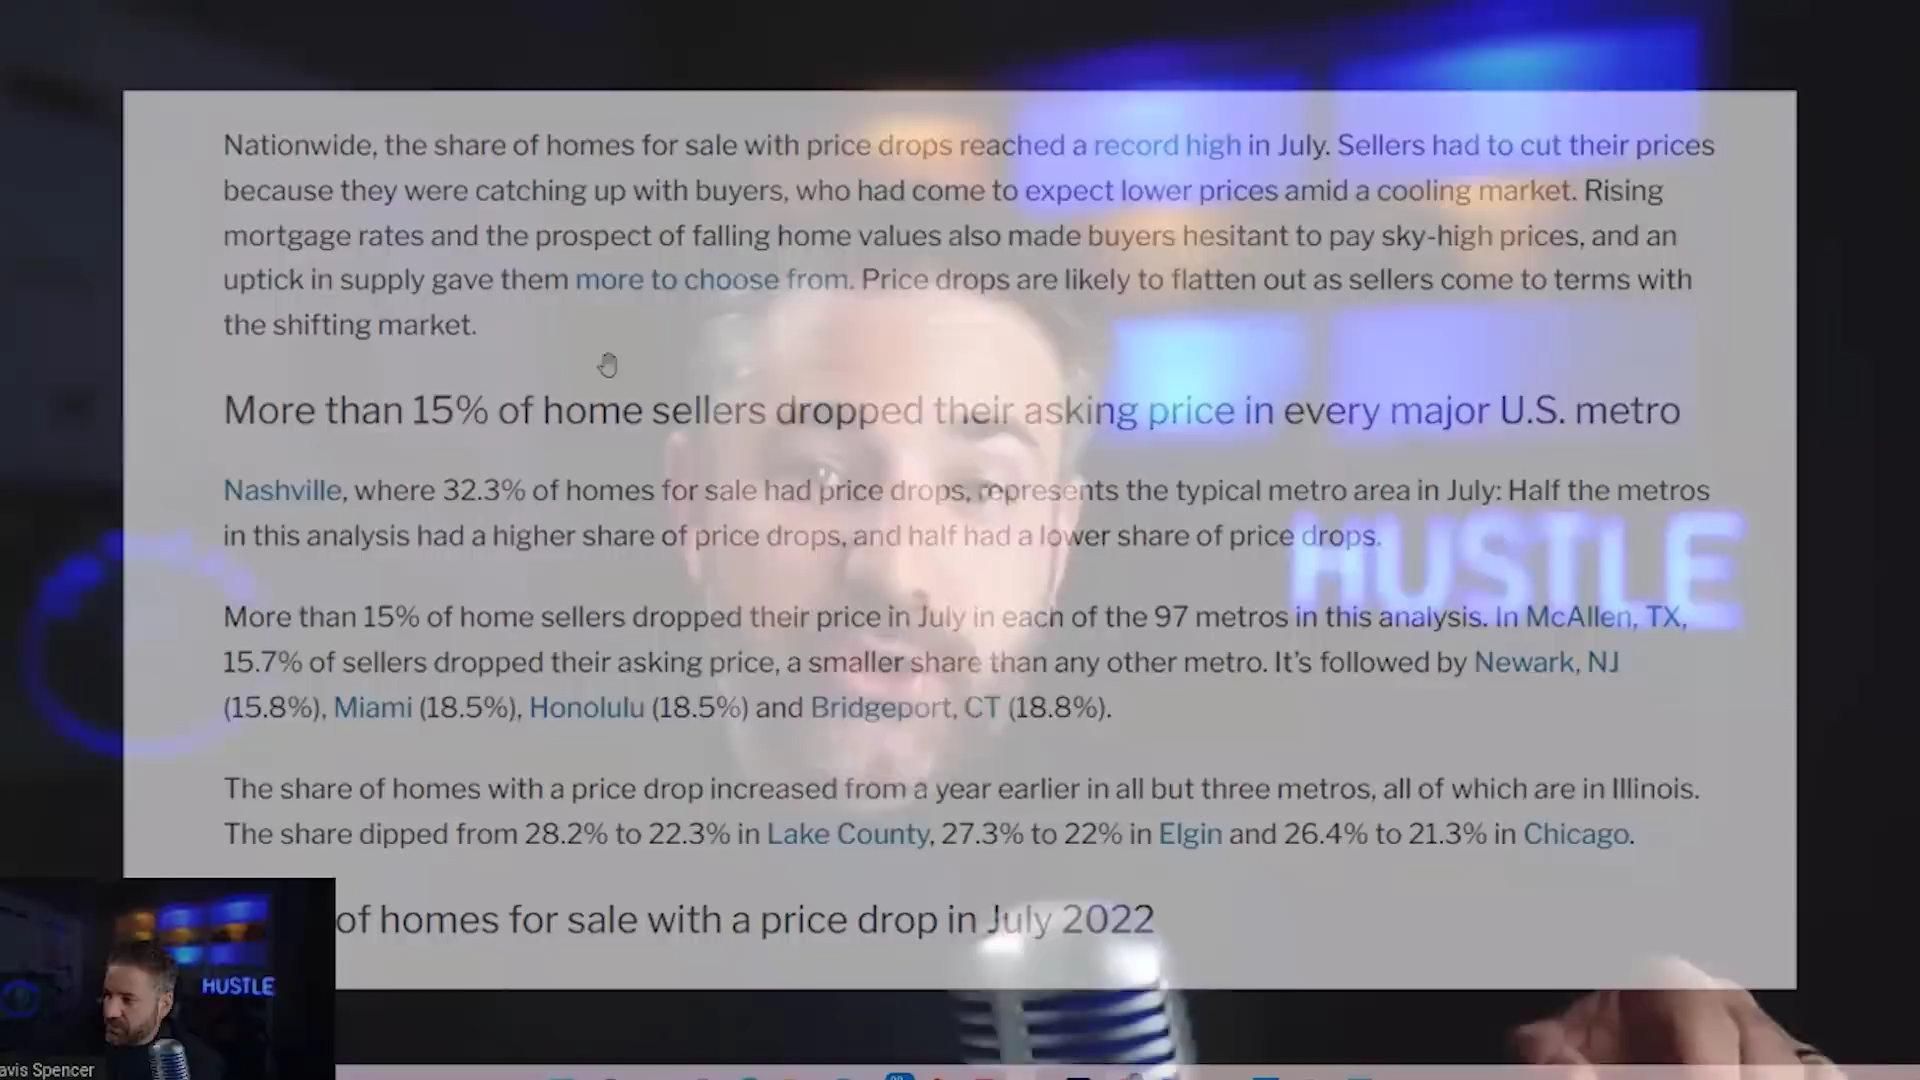 Nationwide, the share of homes for sale with price drops reached a record high in July. Sellers had to cut their prices
because they were catching up with buyers, who had come to expect lower prices amid a cooling market. Rising
mortgage rates and the prospect of falling home values also made buyers hesitant to pay sky-high prices, and an
uptick in supply gave them more to choose from. Price drops are likely to flatten out as sellers come to terms with
the shifting market.
More than 15% of home sellers dropped their asking price in every major U.S. metro
Nashville, where 32.3% of homes for sale had price drops, represents the typical metro area in July: Half the metros
in this analysis had a higher share of price drops, and half had a lower share of price drops.
HUSTLE
More than 15% of home sellers dropped their price in July in each of the 97 metros in this analysis. In McAllen, TX,
15.7% of sellers dropped their asking price, a smaller share than any other metro. It's followed by Newark, NJ
(15.8%), Miami (18.5%), Honolulu (18.5%) and Bridgeport, CT (18.8%).
The share of homes with a price drop increased from a year earlier in all but three metros, all of which are in Illinois.
The share dipped from 28.2% to 22.3% in Lake County, 27.3% to 22% in Elgin and 26.4% to 21.3% in Chicago.
of homes for sale with a price drop in July 2022
HUSTLE
avis Spencer